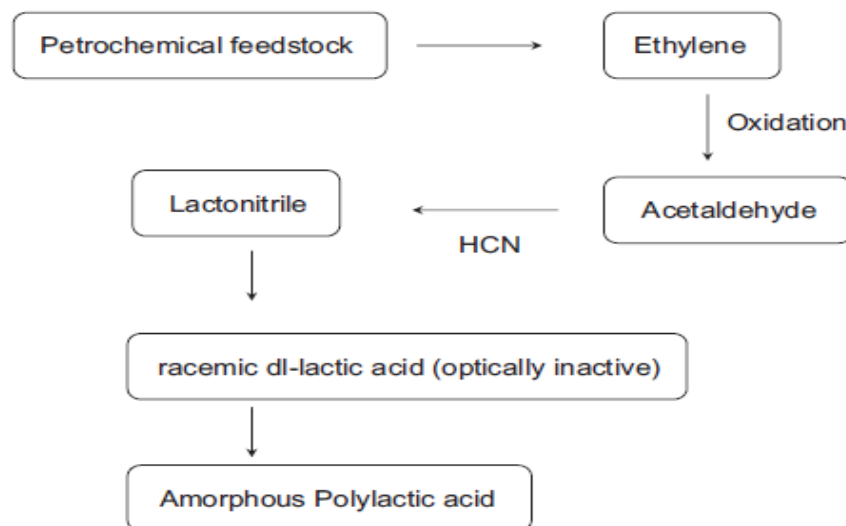 Petrochemical feedstock
Ethylene
Oxidation
Acetaldehyde
HCN
Lactonitrile
racemic dl-lactic acid (optically inactive)
Amorphous Polylactic acid